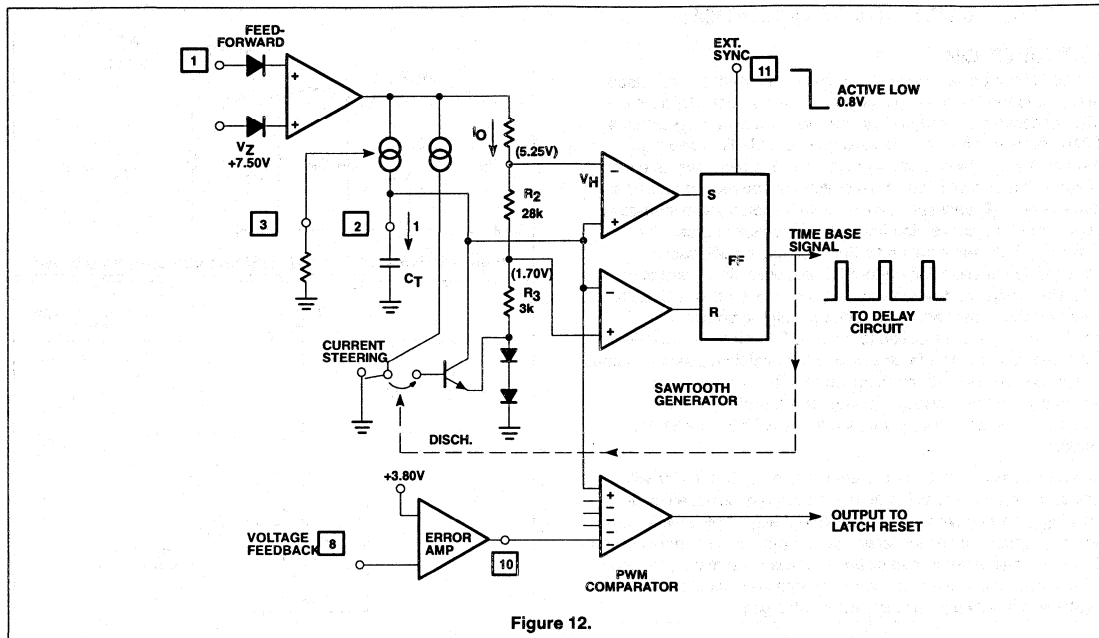 FEED-
FORWARD
1
VZ
+7.50V
3
2
1
CT
IO
(5.25V)
R2
28k
(1.70V)
R3
3k
VH
EXT.
SYNC
11
ACTIVE LOW
0.8V
S
FF
R
TIME BASE
SIGNAL
TO DELAY
CIRCUIT
CURRENT
STEERING
SAWTOOTH
GENERATOR
DISCH.
+3.80V
VOLTAGE
FEEDBACK
8
ERROR
AMP
10
PWM
COMPARATOR
OUTPUT TO
LATCH RESET
Figure 12.